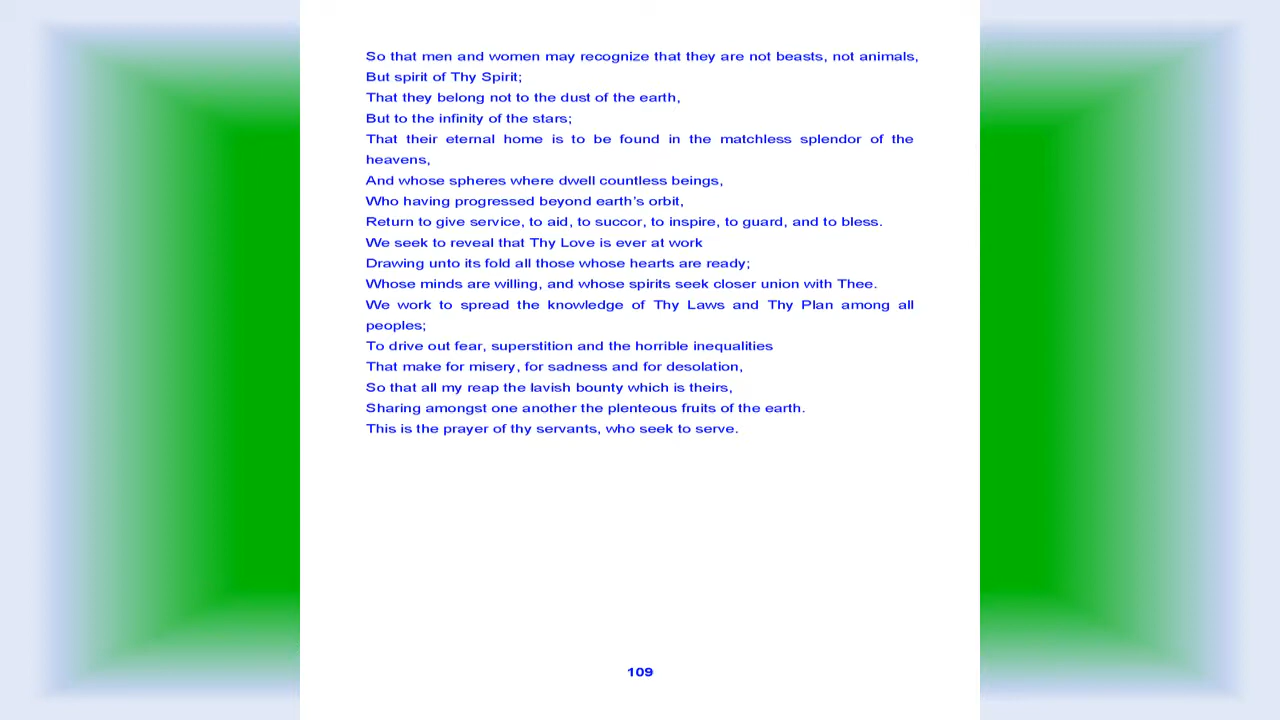 So that men and women may recognize that they are not beasts, not animals,
But spirit of Thy Spirit;
That they belong not to the dust of the earth,
But to the infinity of the stars;
That their eternal home is to be found in the matchless splendor of the
heavens,
And whose spheres where dwell countless beings,
Who having progressed beyond earth’s orbit,
Return to give service, to aid, to succor, to inspire, to guard, and to bless.
We seek to reveal that Thy Love is ever at work
Drawing unto its fold all those whose hearts are ready;
Whose minds are willing, and whose spirits seek closer union with Thee.
We work to spread the knowledge of Thy Laws and Thy Plan among all
peoples;
To drive out fear, superstition and the horrible inequalities
That make for misery, for sadness and for desolation,
So that all my reap the lavish bounty which is theirs,
Sharing amongst one another the plenteous fruits of the earth.
This is the prayer of thy servants, who seek to serve.
109